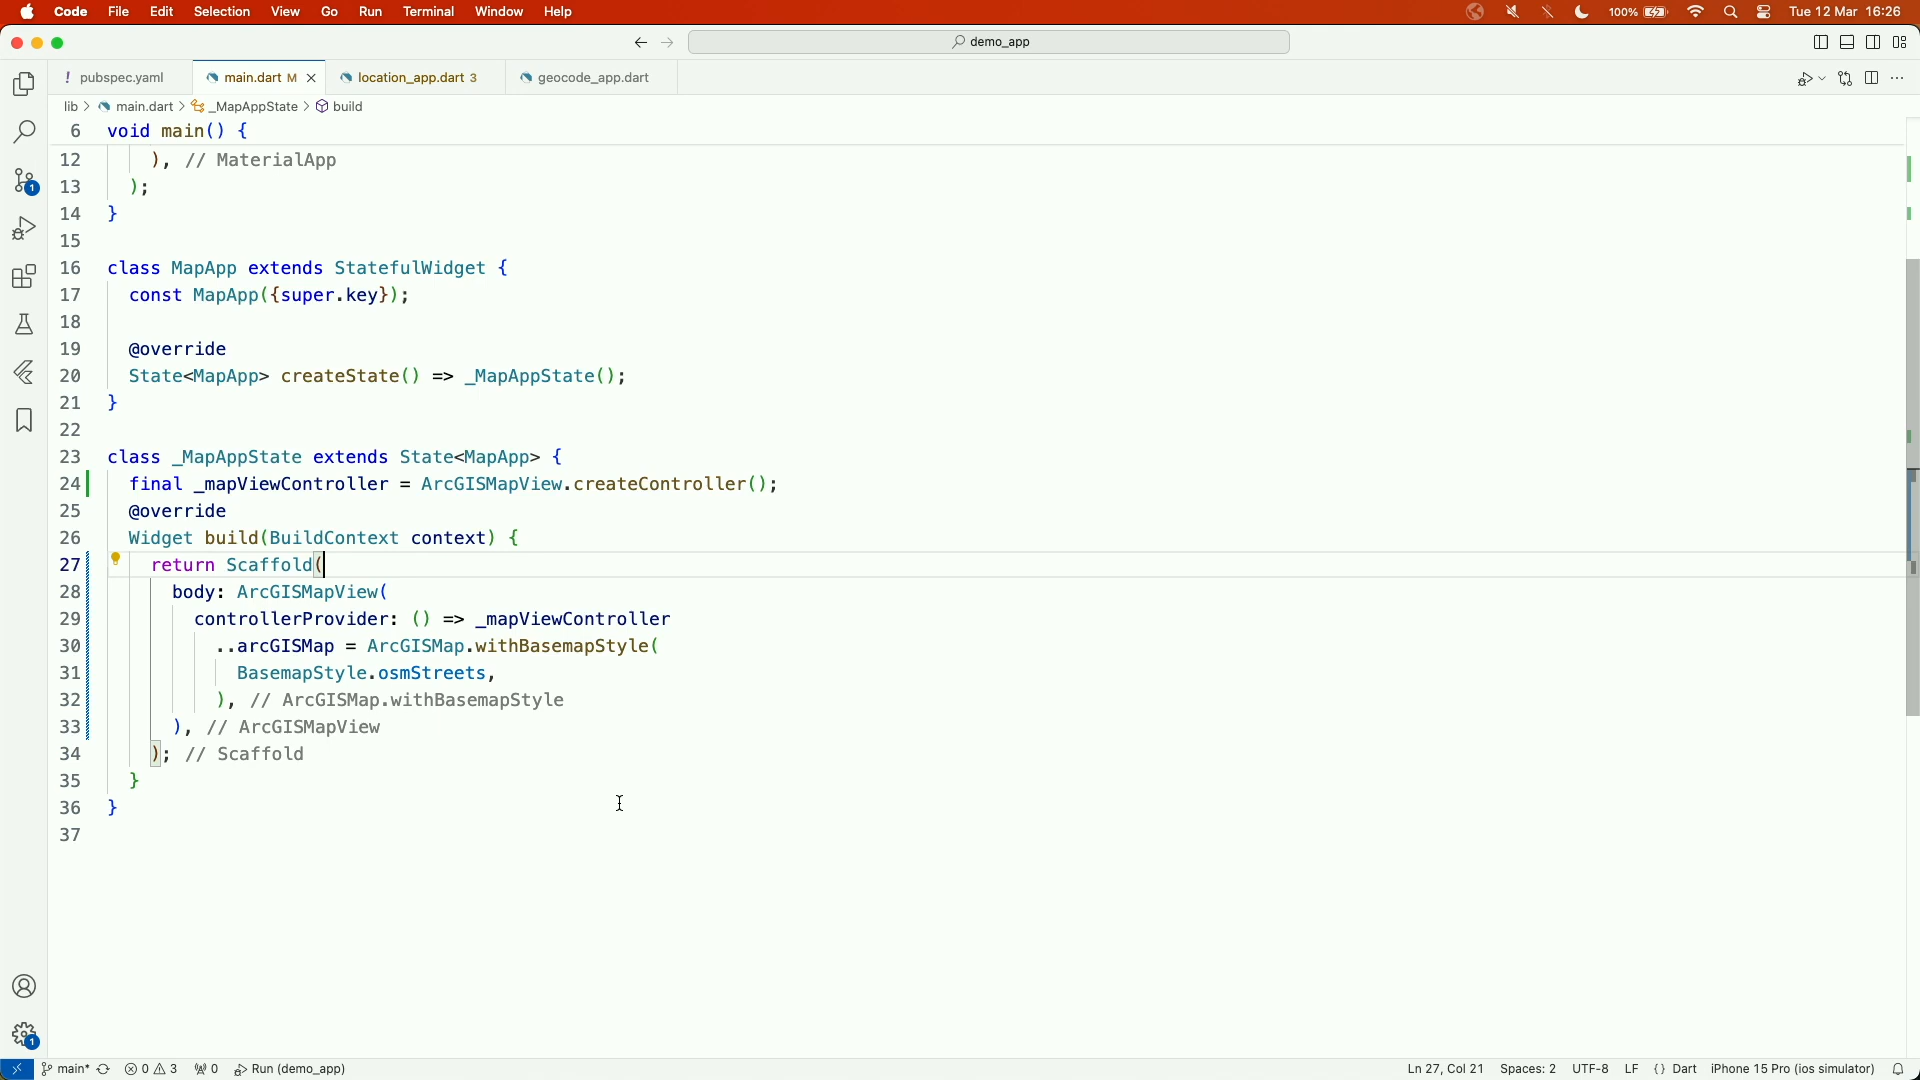 Code File Edit Selection View Go Run Terminal Window Help 100% Tue 12 Mar 16:26
demo_app
! pubspec.yaml main.dart M location_app.dart 3 geocode_app.dart
lib > main.dart > _MapAppState > build
6 void main() {
12 ), // MaterialApp
13 );
14 }
15
16 class MapApp extends StatefulWidget {
17 const MapApp({super.key});
18
19 @override
20 State<MapApp> createState() => _MapAppState();
21 }
22
23 class _MapAppState extends State<MapApp> {
24 final _mapViewController = ArcGISMapView.createController();
25 @override
26 Widget build(BuildContext context) {
27 return Scaffold(
28 body: ArcGISMapView(
29 controllerProvider: () => _mapViewController
30 ..arcGISMap = ArcGISMap.withBasemapStyle(
31 BasemapStyle.osmStreets,
32 ), // ArcGISMap.withBasemapStyle
33 ), // ArcGISMapView
34 ); // Scaffold
35 }
36 }
37
1
1
main* 0 3 0 Run (demo_app) Ln 27, Col 21 Spaces: 2 UTF-8 LF {} Dart iPhone 15 Pro (ios simulator)